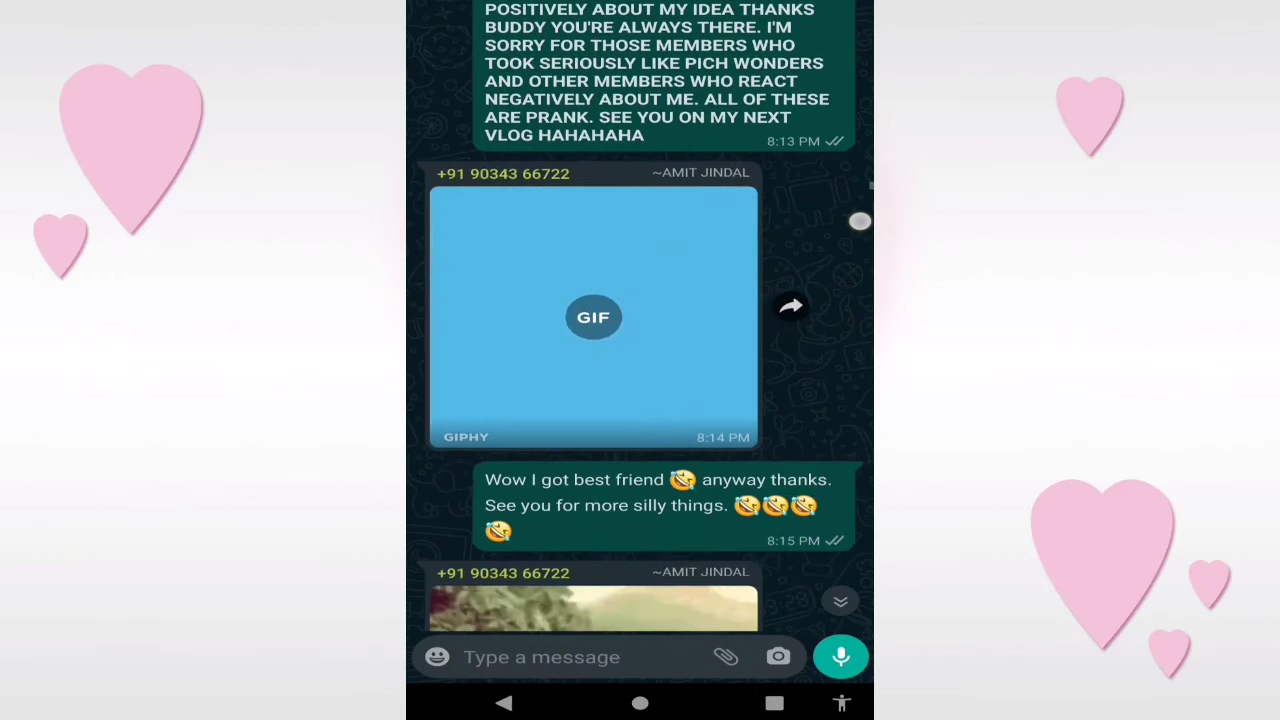 POSITIVELY ABOUT MY IDEA THANKS
BUDDY YOU'RE ALWAYS THERE. I'M
SORRY FOR THOSE MEMBERS WHO
TOOK SERIOUSLY LIKE PICH WONDERS
AND OTHER MEMBERS WHO REACT
NEGATIVELY ABOUT ME. ALL OF THESE
ARE PRANK. SEE YOU ON MY NEXT
VLOG HAHAHAHA
8:13 PM
+91 90343 66722 ~AMIT JINDAL
GIF
GIPHY 8:14 PM
Wow I got best friend 🤣 anyway thanks.
See you for more silly things. 🤣🤣🤣
🤣
8:15 PM
+91 90343 66722 ~AMIT JINDAL
Type a message